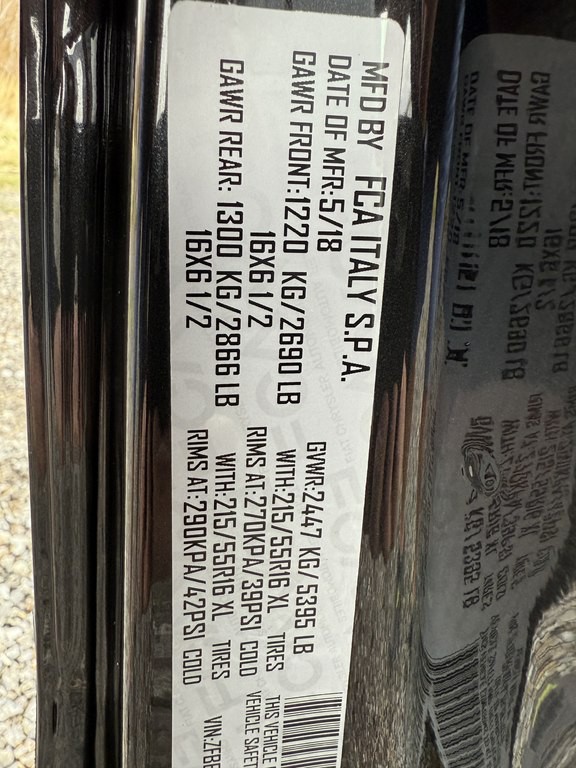 MFD BY FCA ITALY S.P.A.
DATE OF MFR:5/18 GVWR:2447 KG/5395 LB
GAWR FRONT:1220 KG/2690 LB WITH:215/55R16 XL TIRES
16X6 1/2 RIMS AT:270KPA/39PSI COLD
GAWR REAR: 1300 KG/2866 LB WITH:215/55R16 XL TIRES
16X6 1/2 RIMS AT:290KPA/42PSI COLD
THIS VEHICLE
VEHICLE SAFET
VIN:ZFBE